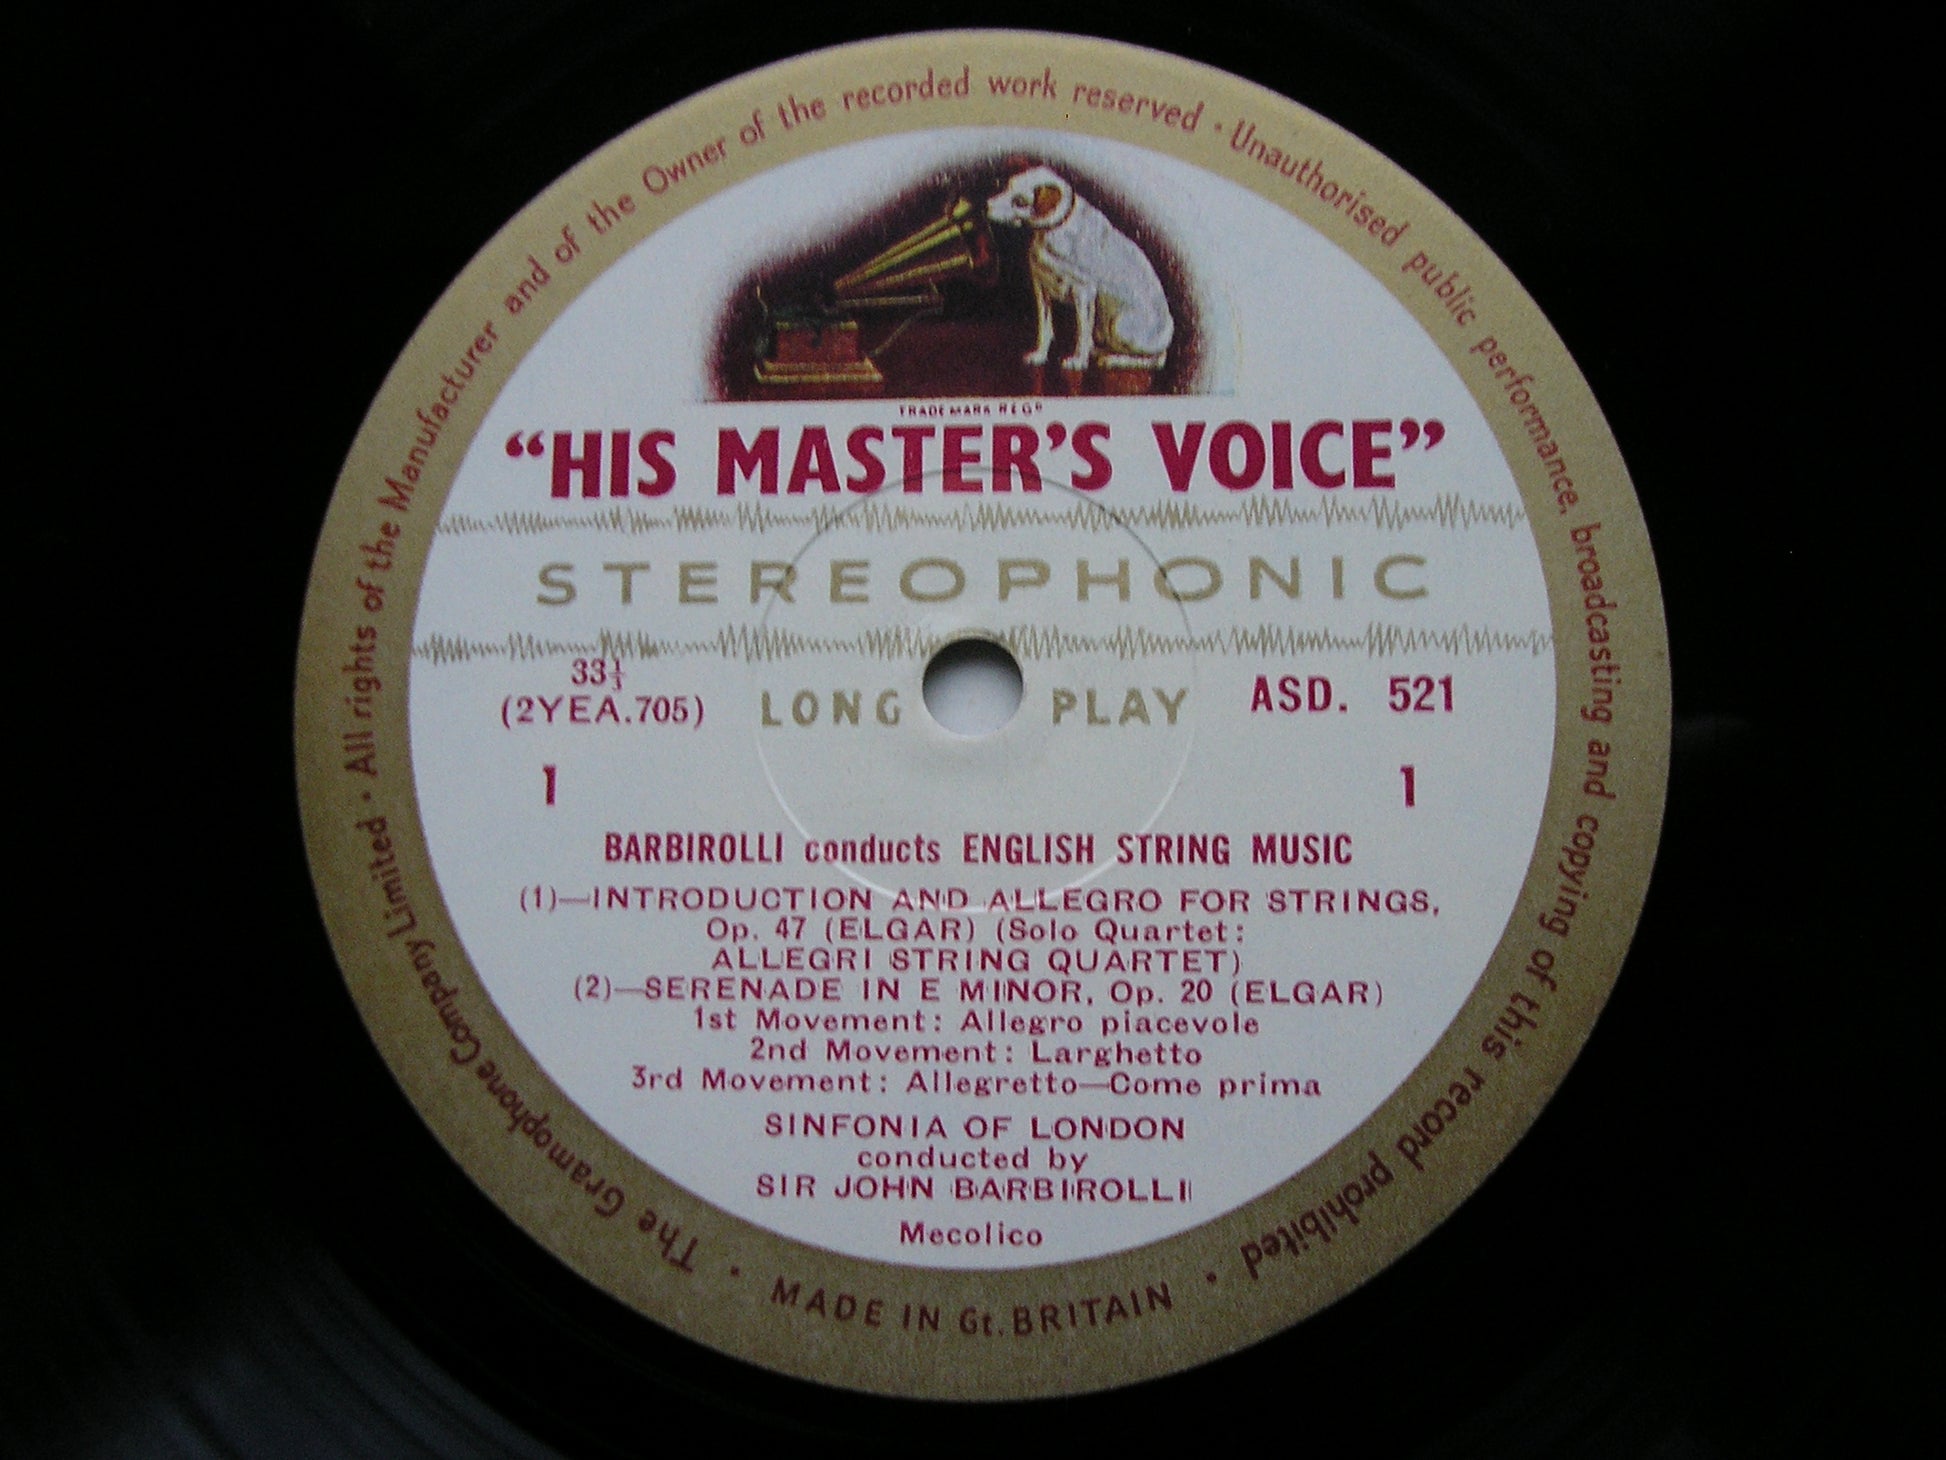 The Gramophone Company Limited · All rights of the Manufacturer and of the Owner of the recorded work reserved · Unauthorised public performance, broadcasting and copying of this record prohibited ·
TRADE MARK REGD
“HIS MASTER’S VOICE”
STEREOPHONIC
33⅓
(2YEA.705)
LONG PLAY
ASD. 521
1 1
BARBIROLLI conducts ENGLISH STRING MUSIC
(1)—INTRODUCTION AND ALLEGRO FOR STRINGS,
Op. 47 (ELGAR) (Solo Quartet:
ALLEGRI STRING QUARTET)
(2)—SERENADE IN E MINOR, Op. 20 (ELGAR)
1st Movement: Allegro piacevole
2nd Movement: Larghetto
3rd Movement: Allegretto—Come prima
SINFONIA OF LONDON
conducted by
SIR JOHN BARBIROLLI
Mecolico
MADE IN Gt. BRITAIN ·